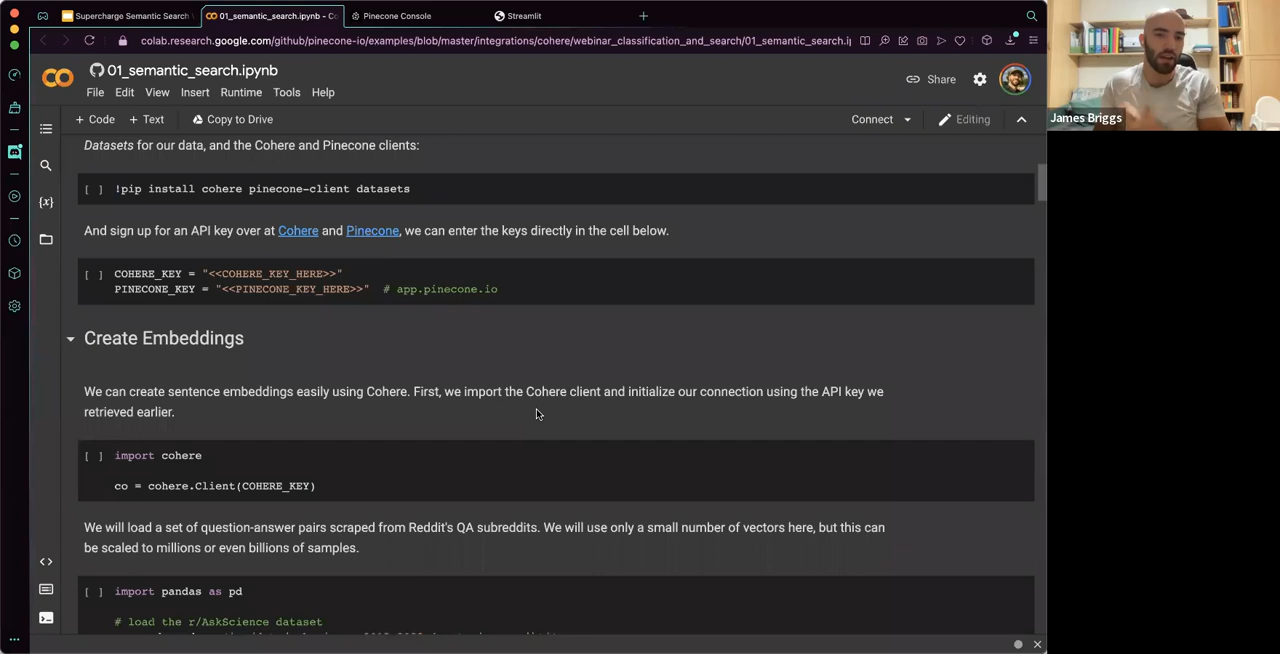 Supercharge Semantic Search
01_semantic_search.ipynb - Co
Pinecone Console
Streamlit
colab.research.google.com/github/pinecone-io/examples/blob/master/integrations/cohere/webinar_classification_and_search/01_semantic_search.i
01_semantic_search.ipynb
Share
File Edit View Insert Runtime Tools Help
+ Code + Text Copy to Drive
Connect
Editing
Datasets for our data, and the Cohere and Pinecone clients:
[ ] !pip install cohere pinecone-client datasets
And sign up for an API key over at Cohere and Pinecone, we can enter the keys directly in the cell below.
[ ] COHERE_KEY = "<<COHERE_KEY_HERE>>"
PINECONE_KEY = "<<PINECONE_KEY_HERE>>" # app.pinecone.io
Create Embeddings
We can create sentence embeddings easily using Cohere. First, we import the Cohere client and initialize our connection using the API key we
retrieved earlier.
[ ] import cohere
co = cohere.Client(COHERE_KEY)
We will load a set of question-answer pairs scraped from Reddit's QA subreddits. We will use only a small number of vectors here, but this can
be scaled to millions or even billions of samples.
[ ] import pandas as pd
# load the r/AskScience dataset
James Briggs